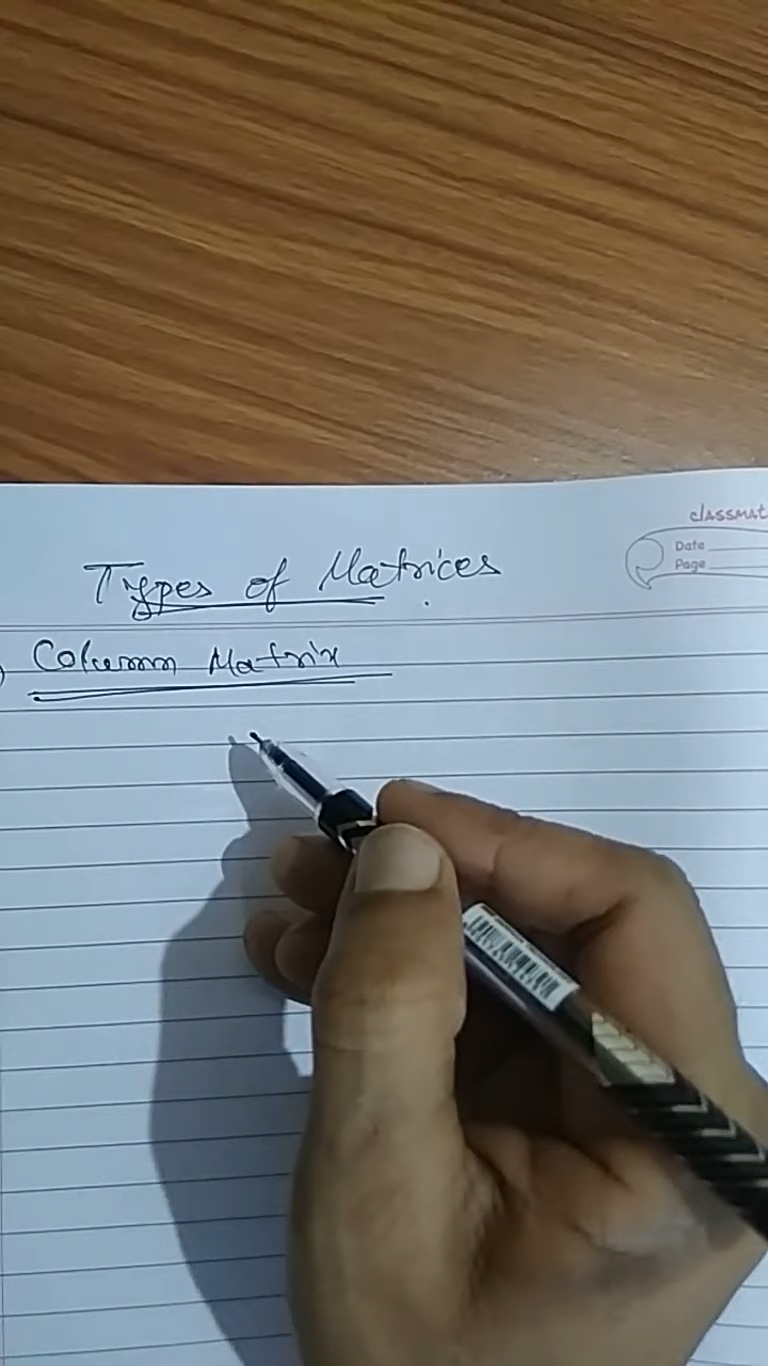 classmat
Date
Page
Types of Matrices
Column Matrix